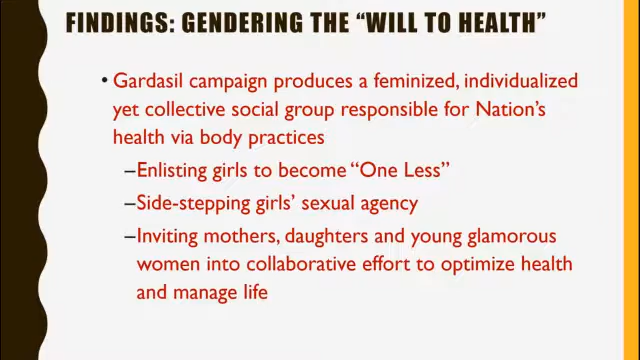 FINDINGS: GENDERING THE “WILL TO HEALTH”
• Gardasil campaign produces a feminized, individualized
yet collective social group responsible for Nation’s
health via body practices
–Enlisting girls to become “One Less”
–Side-stepping girls’ sexual agency
–Inviting mothers, daughters and young glamorous
women into collaborative effort to optimize health
and manage life